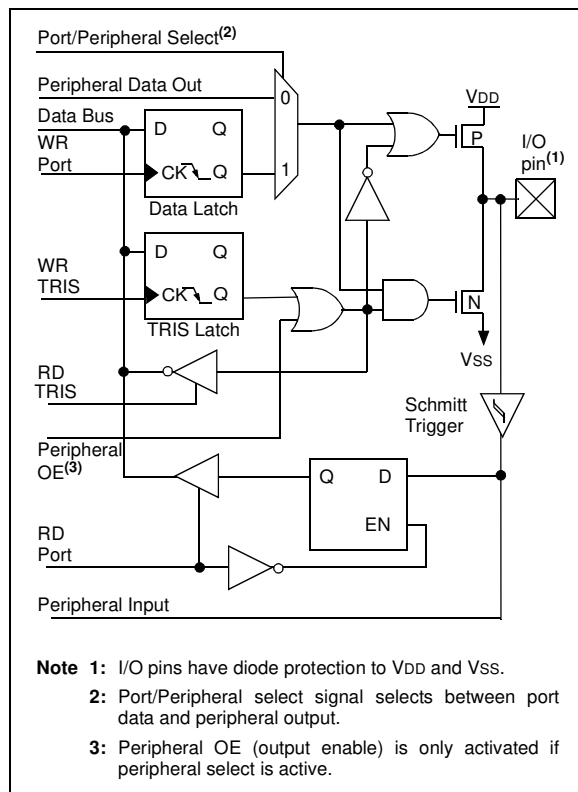 Port/Peripheral Select(2)
Peripheral Data Out
0
VDD
Data Bus
D Q
P
I/O
pin(1)
WR
Port
CK Q
1
Data Latch
D Q
WR
TRIS
CK Q
N
TRIS Latch
VSS
RD
TRIS
Schmitt
Trigger
Peripheral
OE(3)
Q D
EN
RD
Port
Peripheral Input
Note 1: I/O pins have diode protection to VDD and VSS.
2: Port/Peripheral select signal selects between port
data and peripheral output.
3: Peripheral OE (output enable) is only activated if
peripheral select is active.